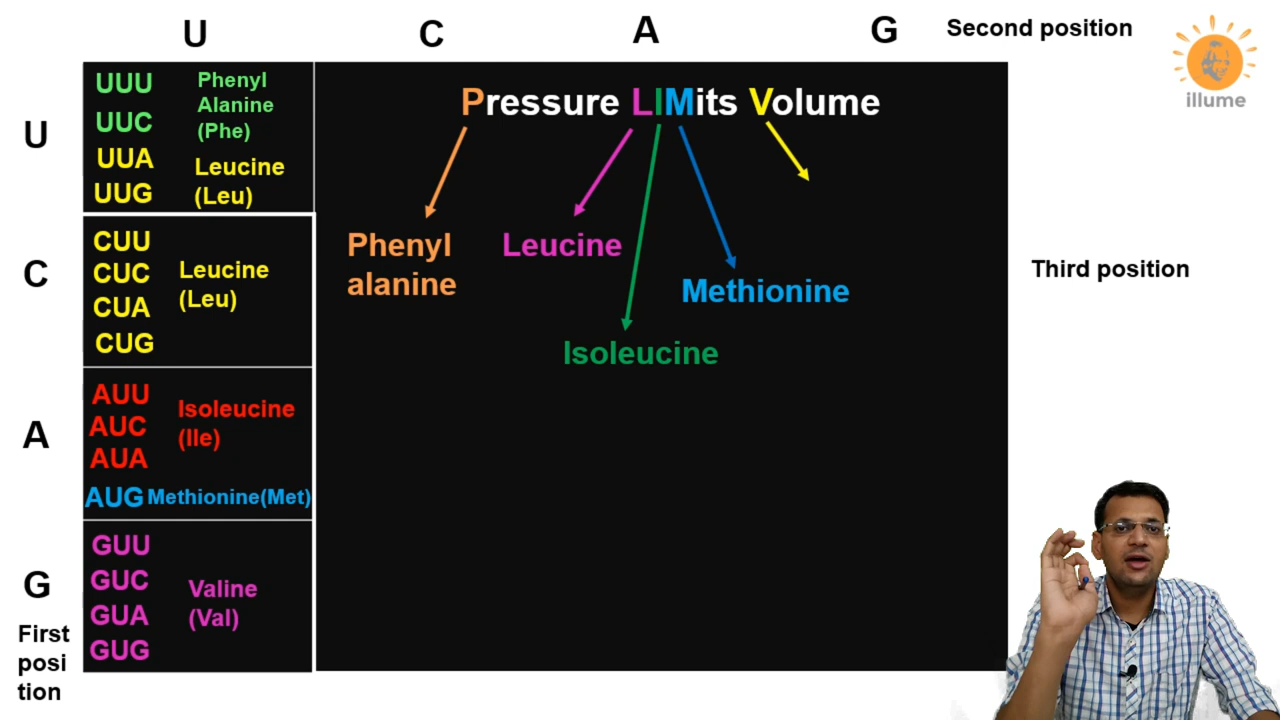 U C A G Second position
illume
U
UUU Phenyl
Alanine
UUC (Phe)
UUA Leucine
UUG (Leu)
C
CUU
CUC Leucine
CUA (Leu)
CUG
A
AUU Isoleucine
AUC (Ile)
AUA
AUG Methionine(Met)
G
GUU
GUC Valine
GUA (Val)
GUG
First
posi
tion
Pressure LIMits Volume
Phenyl
alanine
Leucine
Methionine
Isoleucine
Third position